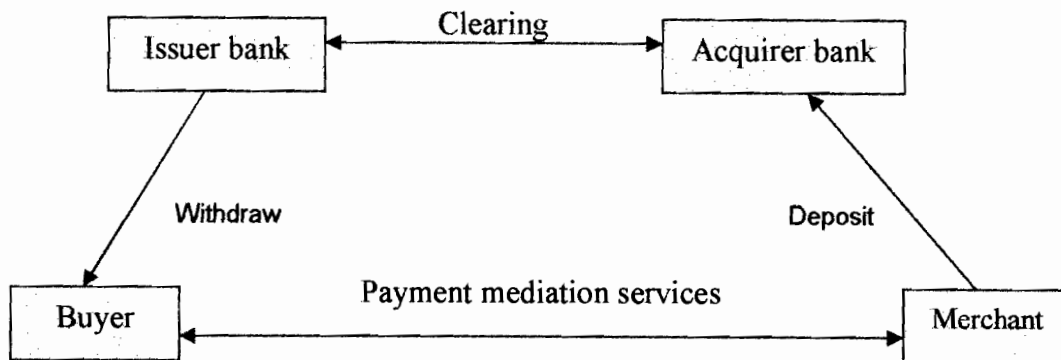 Clearing
Issuer bank
Acquirer bank
Withdraw
Deposit
Payment mediation services
Buyer
Merchant